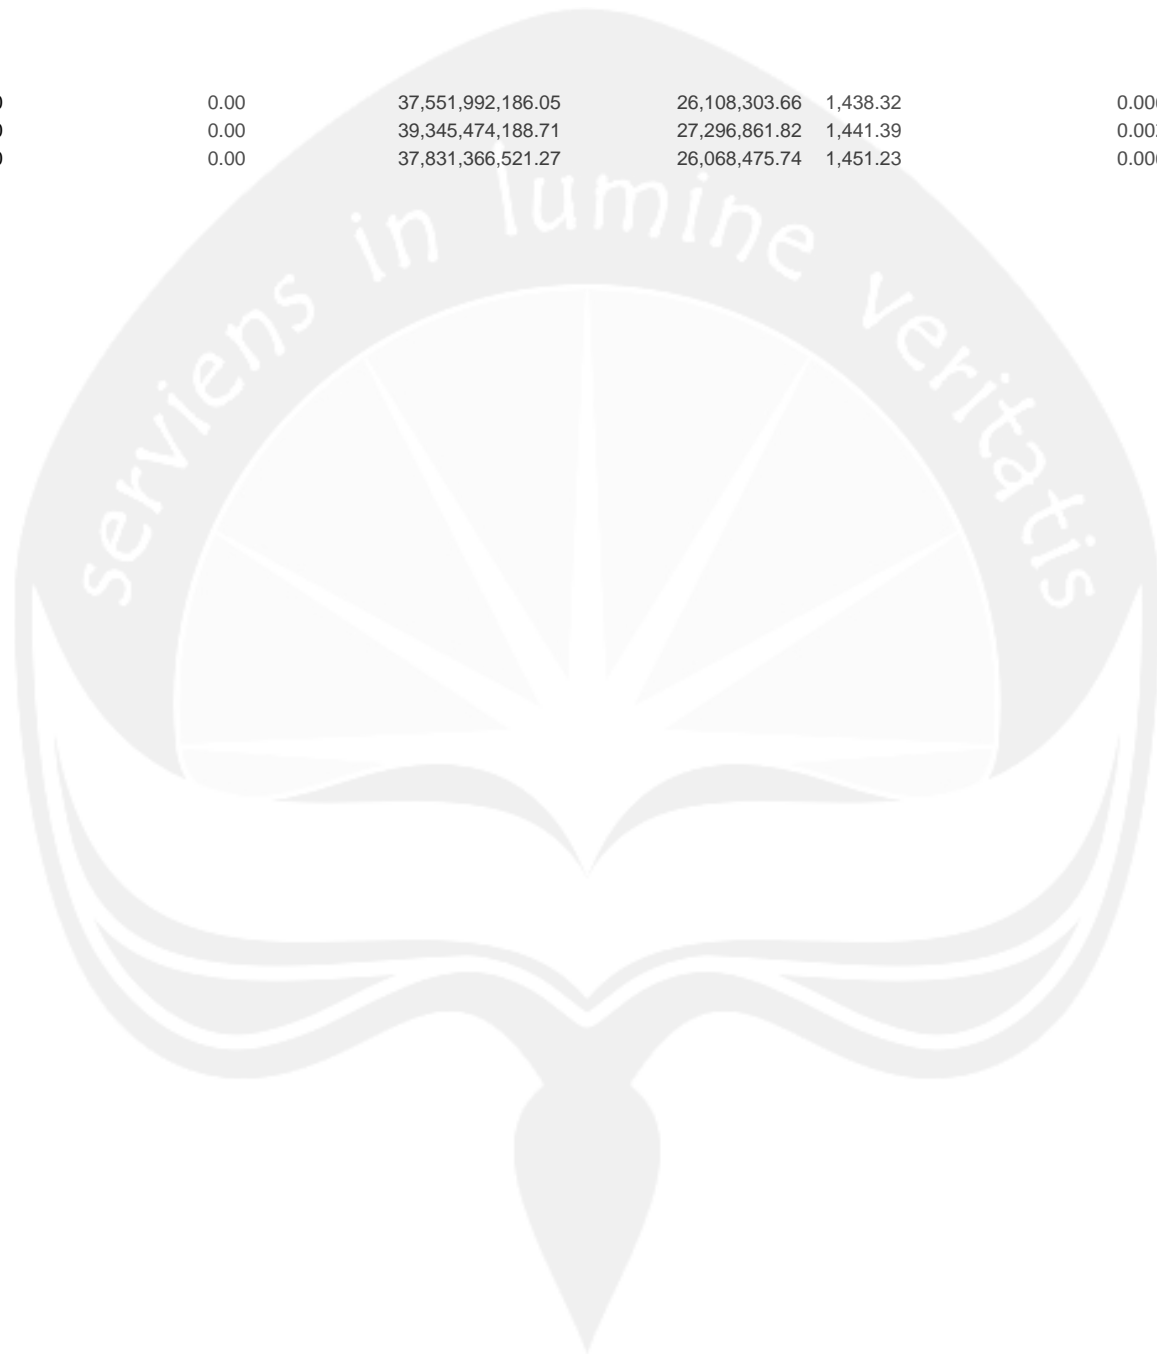 0.00 37,551,992,186.05 26,108,303.66 1,438.32
0.00 39,345,474,188.71 27,296,861.82 1,441.39
0.00 37,831,366,521.27 26,068,475.74 1,451.23
serviens in lumine veritatis